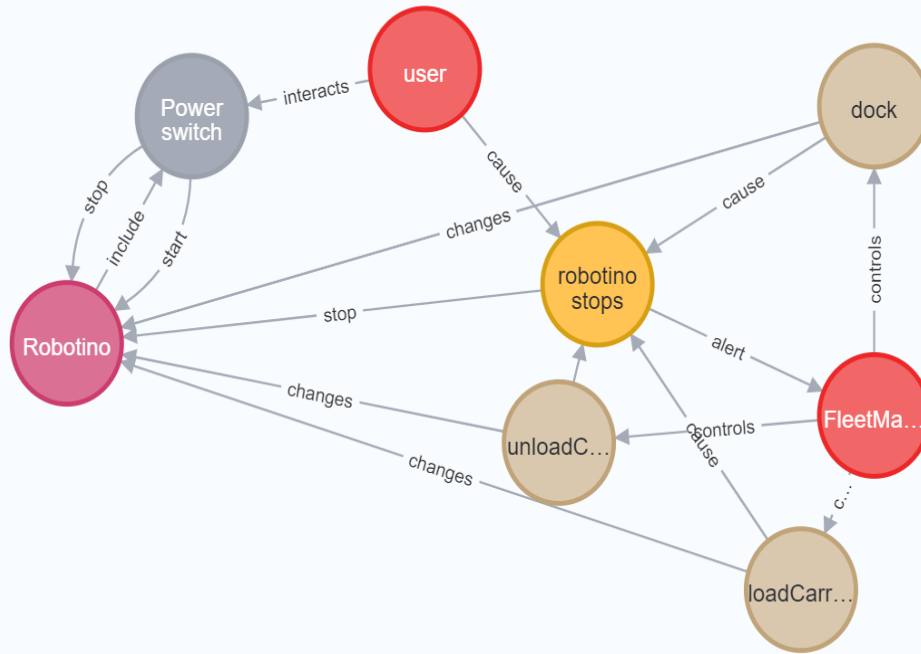 user
interacts
Power
switch
dock
cause
stop
include
start
changes
cause
controls
robotino
stops
stop
Robotino
alert
changes
FleetMa...
controls
unloadC...
cause
changes
c...
loadCarr...